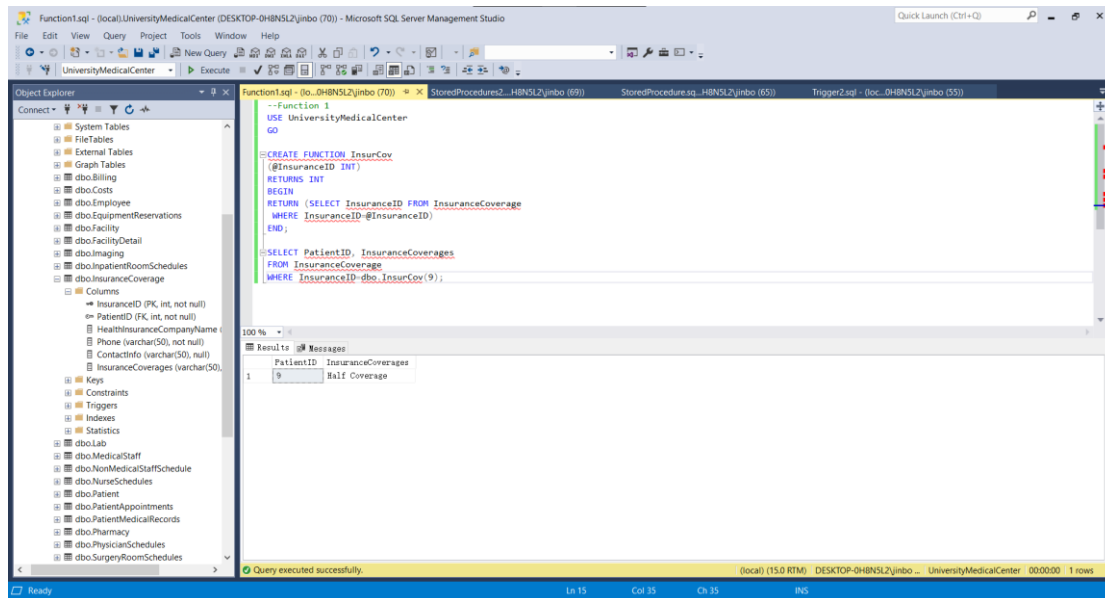 Function1.sql - (local).UniversityMedicalCenter (DESKTOP-0H8N5L2\jinbo (70)) - Microsoft SQL Server Management Studio
Quick Launch (Ctrl+Q)
File Edit View Query Project Tools Window Help
New Query
UniversityMedicalCenter Execute
Object Explorer
Function1.sql - (lo...0H8N5L2\jinbo (70)) StoredProcedures2....H8N5L2\jinbo (69)) StoredProcedure.sq...H8N5L2\jinbo (65)) Trigger2.sql - (loc...0H8N5L2\jinbo (55))
Connect
System Tables
FileTables
External Tables
Graph Tables
dbo.Billing
dbo.Costs
dbo.Employee
dbo.EquipmentReservations
dbo.Facility
dbo.FacilityDetail
dbo.Imaging
dbo.InpatientRoomSchedules
dbo.InsuranceCoverage
Columns
InsuranceID (PK, int, not null)
PatientID (FK, int, not null)
HealthInsuranceCompanyName (
Phone (varchar(50), not null)
ContactInfo (varchar(50), null)
InsuranceCoverages (varchar(50),
Keys
Constraints
Triggers
Indexes
Statistics
dbo.Lab
dbo.MedicalStaff
dbo.NonMedicalStaffSchedule
dbo.NurseSchedules
dbo.Patient
dbo.PatientAppointments
dbo.PatientMedicalRecords
dbo.Pharmacy
dbo.PhysicianSchedules
dbo.SurgeryRoomSchedules
--Function 1
USE UniversityMedicalCenter
GO
CREATE FUNCTION InsurCov
(@InsuranceID INT)
RETURNS INT
BEGIN
RETURN (SELECT InsuranceID FROM InsuranceCoverage
WHERE InsuranceID=@InsuranceID)
END;
SELECT PatientID, InsuranceCoverages
FROM InsuranceCoverage
WHERE InsuranceID=dbo.InsurCov(9);
100 %
Results Messages
PatientID InsuranceCoverages
1 9 Half Coverage
Query executed successfully. (local) (15.0 RTM) DESKTOP-0H8N5L2\jinbo ... UniversityMedicalCenter 00:00:00 1 rows
Ready Ln 15 Col 35 Ch 35 INS